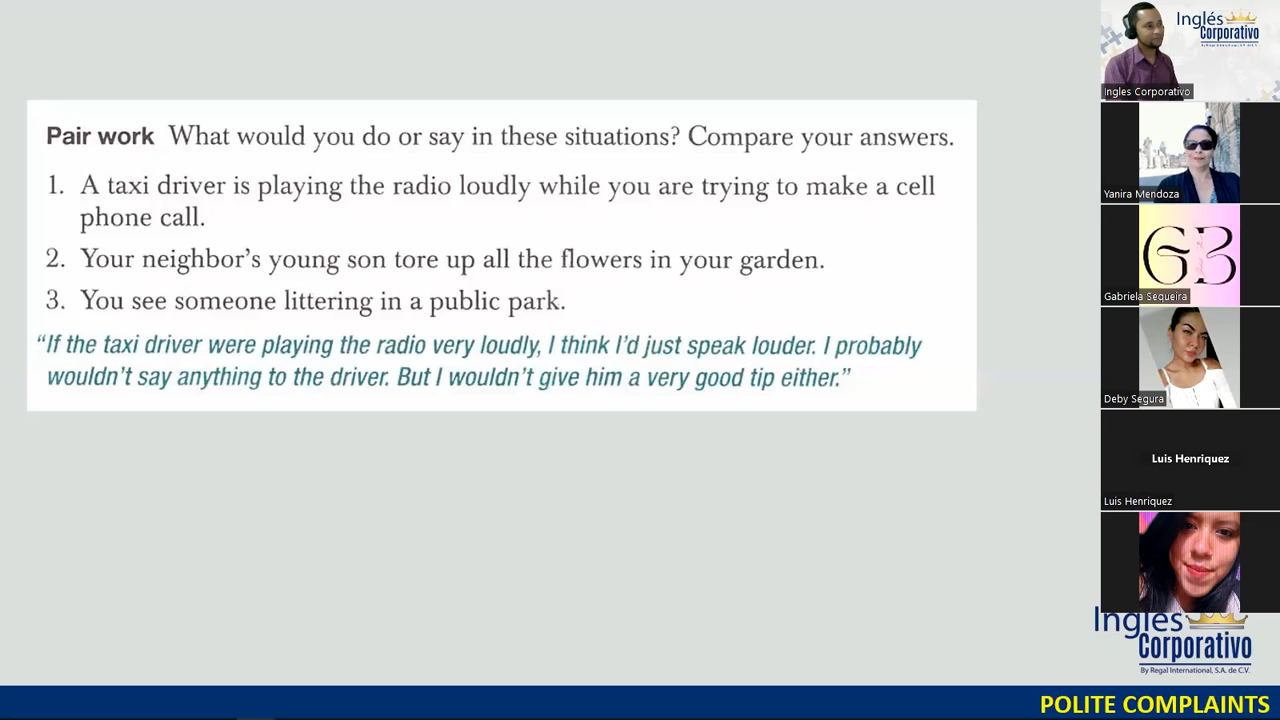 Pair work What would you do or say in these situations? Compare your answers.
1. A taxi driver is playing the radio loudly while you are trying to make a cell
phone call.
2. Your neighbor's young son tore up all the flowers in your garden.
3. You see someone littering in a public park.
"If the taxi driver were playing the radio very loudly, I think I'd just speak louder. I probably
wouldn't say anything to the driver. But I wouldn't give him a very good tip either."
Inglés
Corporativo
By Regal International, S.A. de C.V.
Ingles Corporativo
Yanira Mendoza
GB
Gabriela Sequeira
Deby Segura
Luis Henriquez
Luis Henriquez
Inglés
Corporativo
By Regal International, S.A. de C.V.
POLITE COMPLAINTS